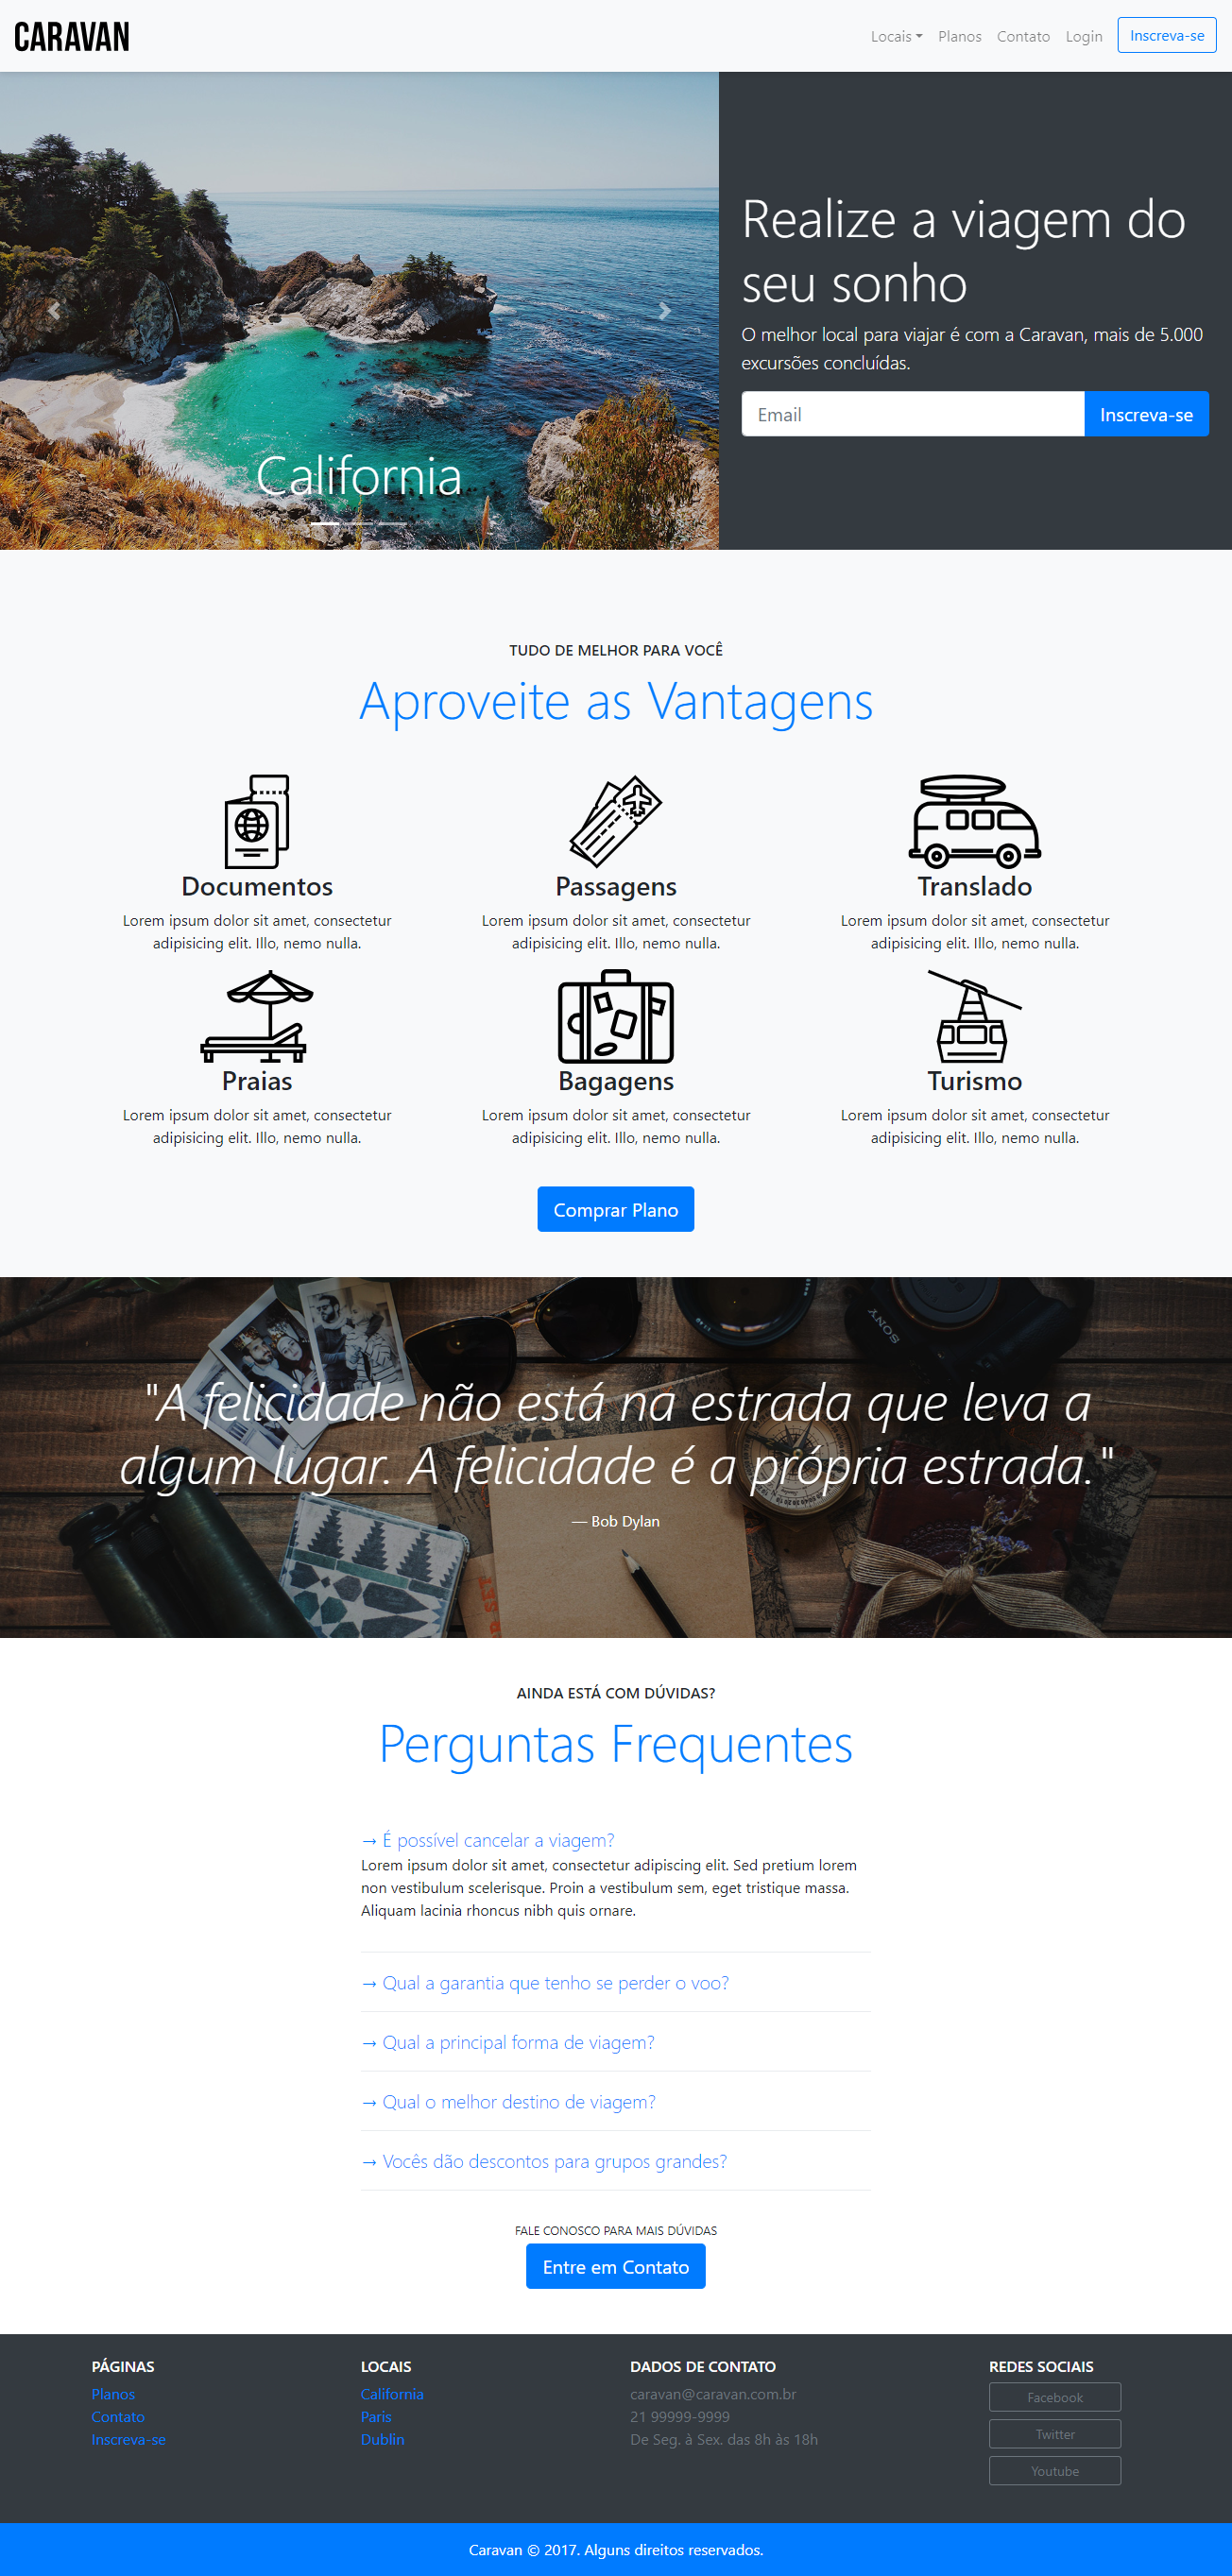 CARAVAN
Locais Planos Contato Login Inscreva-se
Realize a viagem do
seu sonho
O melhor local para viajar é com a Caravan, mais de 5.000
excursões concluídas.
Email Inscreva-se
California
TUDO DE MELHOR PARA VOCÊ
Aproveite as Vantagens
Documentos
Lorem ipsum dolor sit amet, consectetur
adipisicing elit. Illo, nemo nulla.
Passagens
Lorem ipsum dolor sit amet, consectetur
adipisicing elit. Illo, nemo nulla.
Translado
Lorem ipsum dolor sit amet, consectetur
adipisicing elit. Illo, nemo nulla.
Praias
Lorem ipsum dolor sit amet, consectetur
adipisicing elit. Illo, nemo nulla.
Bagagens
Lorem ipsum dolor sit amet, consectetur
adipisicing elit. Illo, nemo nulla.
Turismo
Lorem ipsum dolor sit amet, consectetur
adipisicing elit. Illo, nemo nulla.
Comprar Plano
SONY
"A felicidade não está na estrada que leva a
algum lugar. A felicidade é a própria estrada."
— Bob Dylan
AINDA ESTÁ COM DÚVIDAS?
Perguntas Frequentes
→ É possível cancelar a viagem?
Lorem ipsum dolor sit amet, consectetur adipiscing elit. Sed pretium lorem
non vestibulum scelerisque. Proin a vestibulum sem, eget tristique massa.
Aliquam lacinia rhoncus nibh quis ornare.
→ Qual a garantia que tenho se perder o voo?
→ Qual a principal forma de viagem?
→ Qual o melhor destino de viagem?
→ Vocês dão descontos para grupos grandes?
FALE CONOSCO PARA MAIS DÚVIDAS
Entre em Contato
PÁGINAS
Planos
Contato
Inscreva-se
LOCAIS
California
Paris
Dublin
DADOS DE CONTATO
caravan@caravan.com.br
21 99999-9999
De Seg. à Sex. das 8h às 18h
REDES SOCIAIS
Facebook
Twitter
Youtube
Caravan © 2017. Alguns direitos reservados.